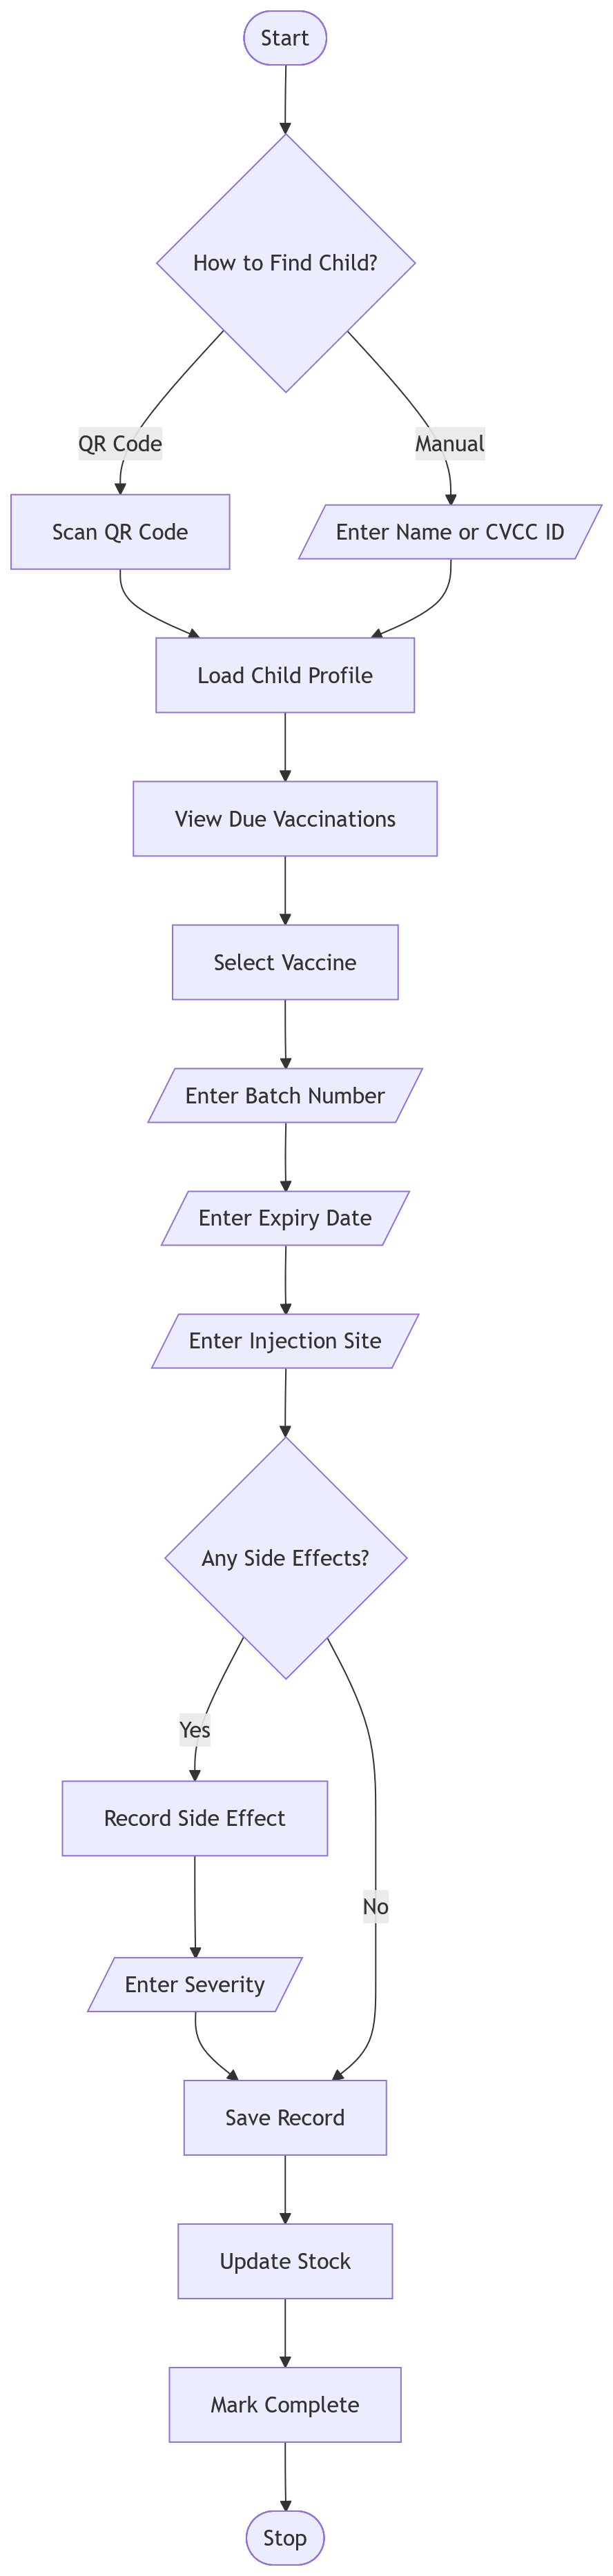 Start
How to Find Child?
QR Code
Manual
Scan QR Code
Enter Name or CVCC ID
Load Child Profile
View Due Vaccinations
Select Vaccine
Enter Batch Number
Enter Expiry Date
Enter Injection Site
Any Side Effects?
Yes
Record Side Effect
No
Enter Severity
Save Record
Update Stock
Mark Complete
Stop